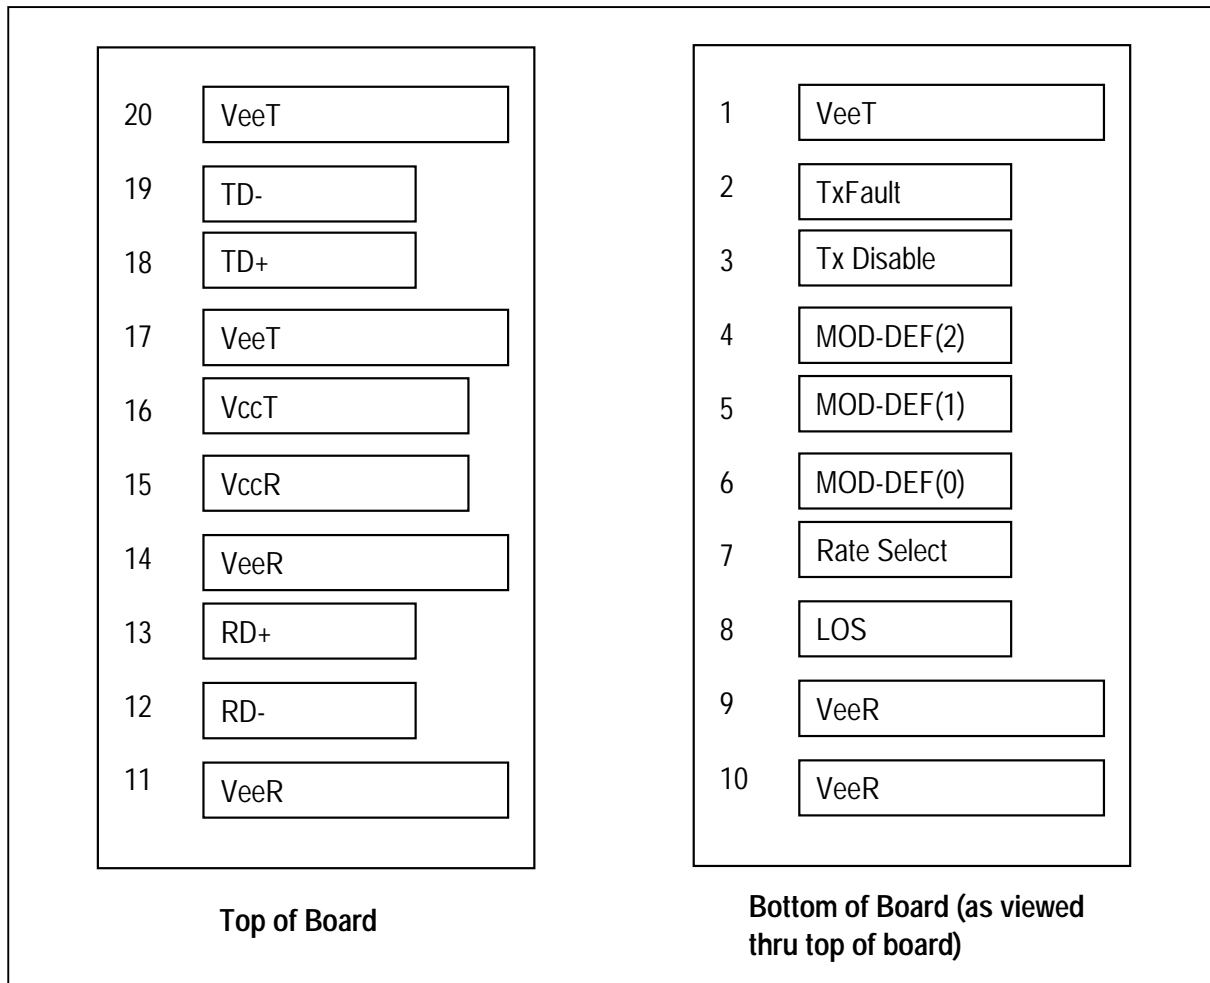 20 VeeT
19 TD-
18 TD+
17 VeeT
16 VccT
15 VccR
14 VeeR
13 RD+
12 RD-
11 VeeR
Top of Board
1 VeeT
2 TxFault
3 Tx Disable
4 MOD-DEF(2)
5 MOD-DEF(1)
6 MOD-DEF(0)
7 Rate Select
8 LOS
9 VeeR
10 VeeR
Bottom of Board (as viewed
thru top of board)